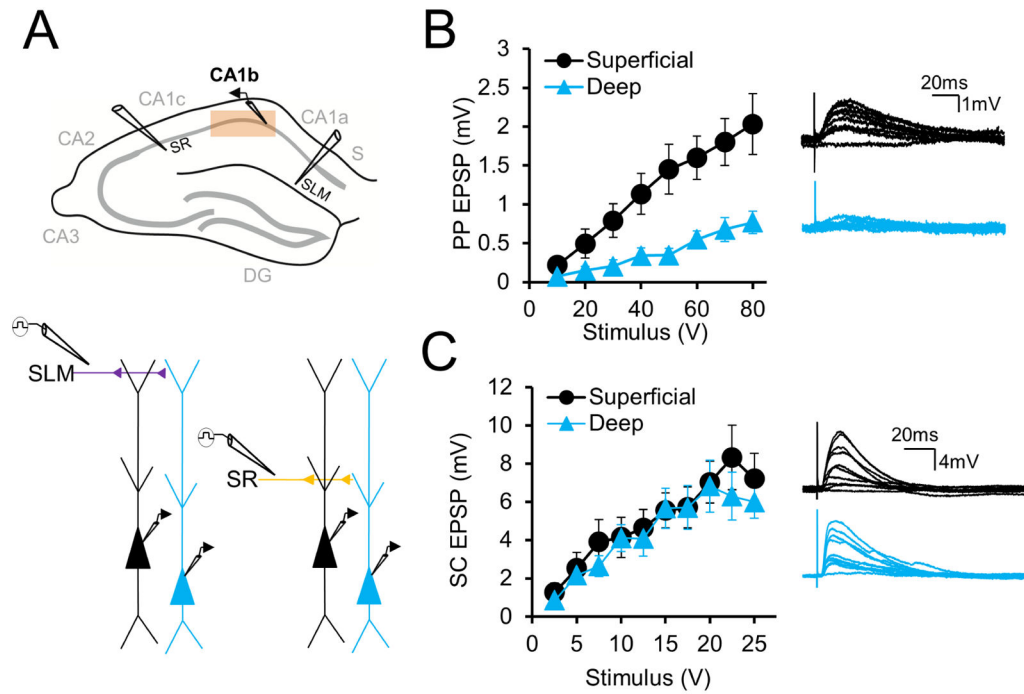 A
CA1b
CA1c
CA1a
CA2
SR
S
SLM
CA3
DG
SLM
SR
B
3
2.5
2
1.5
1
0.5
0
PP EPSP (mV)
Superficial
Deep
0 20 40 60 80
Stimulus (V)
20ms
1mV
C
12
10
8
6
4
2
0
SC EPSP (mV)
Superficial
Deep
0 5 10 15 20 25
Stimulus (V)
20ms
4mV